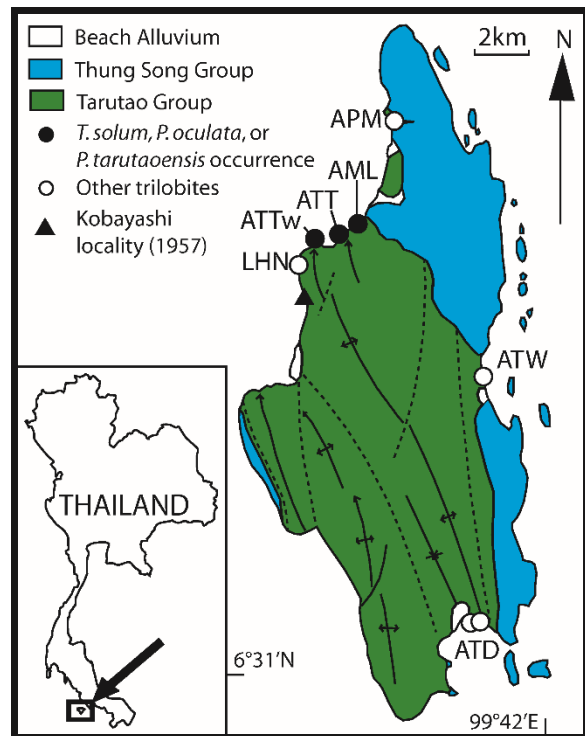 Beach Alluvium
Thung Song Group
Tarutao Group
T. solum, P. oculata, or
P. tarutaoensis occurrence
Other trilobites
Kobayashi
locality (1957)
2km
N
APM
AML
ATT
ATTw
LHN
ATW
THAILAND
ATD
6°31'N
99°42'E